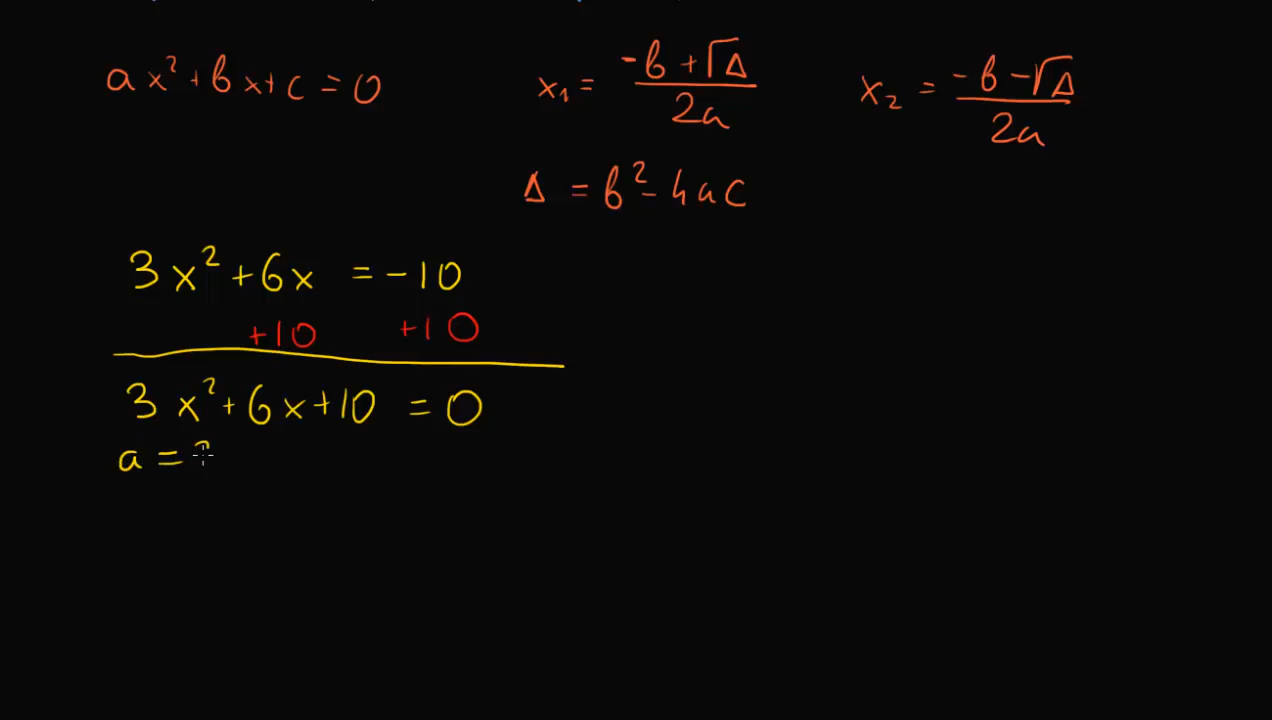 ax² + bx + c = 0
x₁ = (-b + √Δ) / 2a
x₂ = (-b - √Δ) / 2a
Δ = b² - 4ac
3x² + 6x = -10
+10 +10
3x² + 6x + 10 = 0
a =